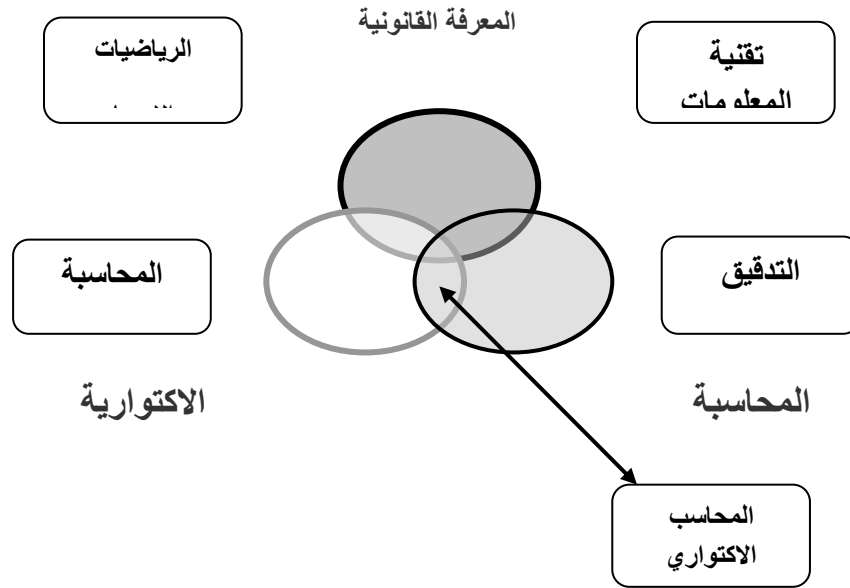 المعرفة القانونية
تقنية
المعلومات
الرياضيات
التدقيق
المحاسبة
المحاسبة
الاكتوارية
المحاسب
الاكتواري